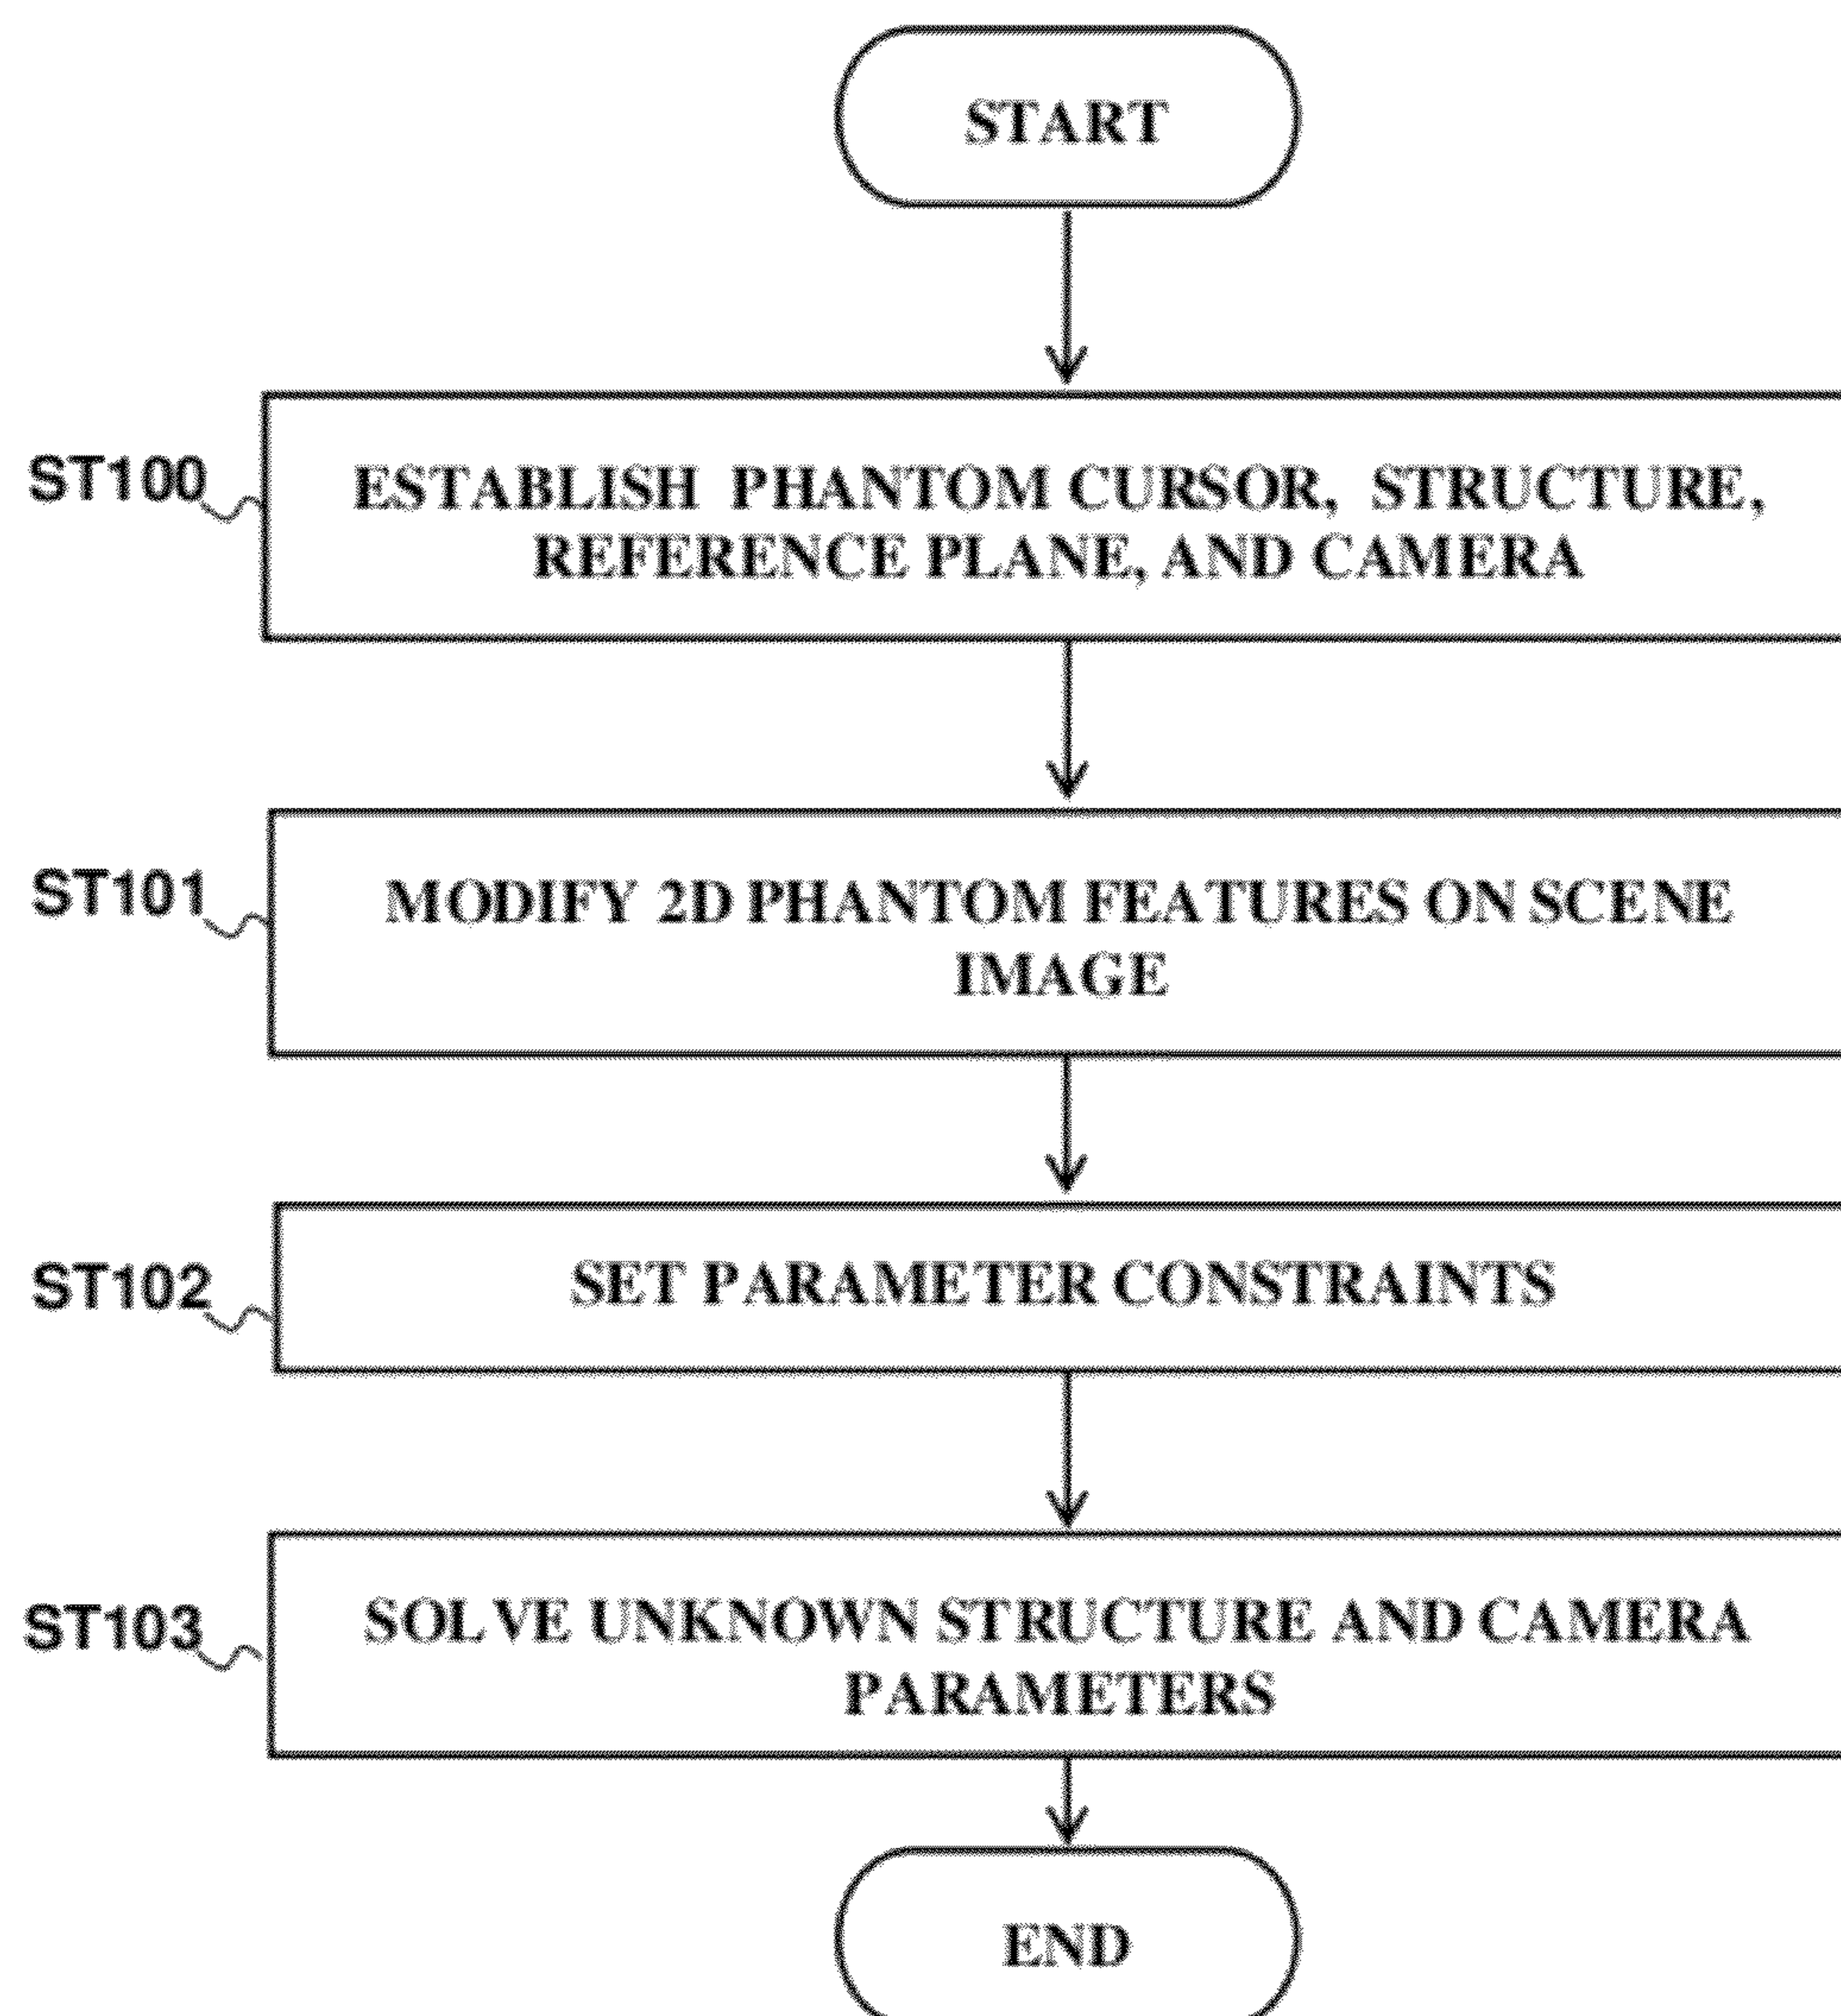 START
ST100
ESTABLISH PHANTOM CURSOR, STRUCTURE,
REFERENCE PLANE, AND CAMERA
ST101
MODIFY 2D PHANTOM FEATURES ON SCENE
IMAGE
ST102
SET PARAMETER CONSTRAINTS
ST103
SOLVE UNKNOWN STRUCTURE AND CAMERA
PARAMETERS
END